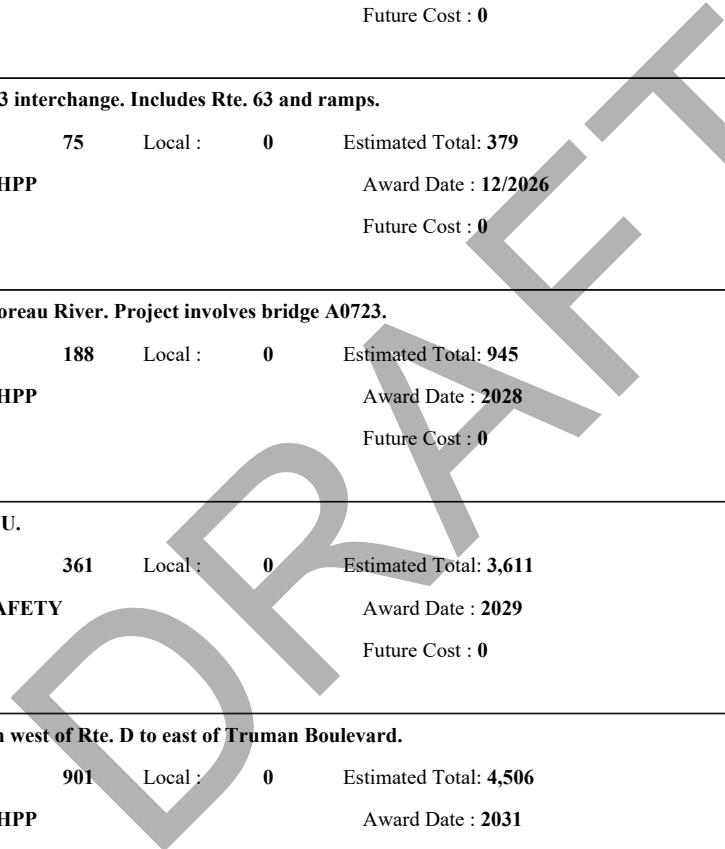 Future Cost : 0
3 interchange. Includes Rte. 63 and ramps.
75 Local : 0 Estimated Total: 379
HPP Award Date : 12/2026
Future Cost : 0
oreau River. Project involves bridge A0723.
188 Local : 0 Estimated Total: 945
HPP Award Date : 2028
Future Cost : 0
U.
361 Local : 0 Estimated Total: 3,611
AFETY Award Date : 2029
Future Cost : 0
west of Rte. D to east of Truman Boulevard.
901 Local : 0 Estimated Total: 4,506
HPP Award Date : 2031
DRAFT